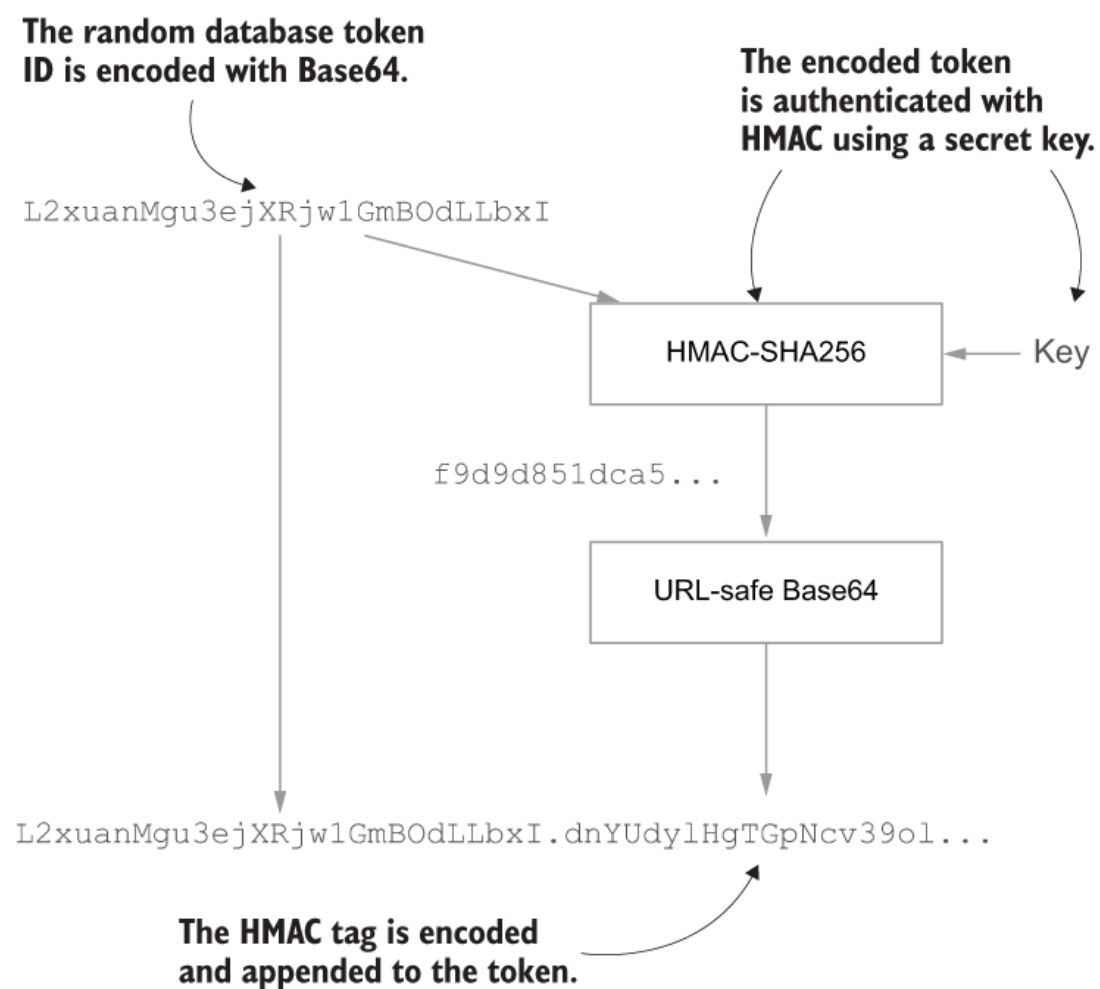 The random database token
ID is encoded with Base64.
The encoded token
is authenticated with
HMAC using a secret key.
L2xuanMgu3ejXRjw1GmBOdLLbxI
HMAC-SHA256
Key
f9d9d851dca5...
URL-safe Base64
L2xuanMgu3ejXRjw1GmBOdLLbxI.dnYUdylHgTGpNcv39ol...
The HMAC tag is encoded
and appended to the token.